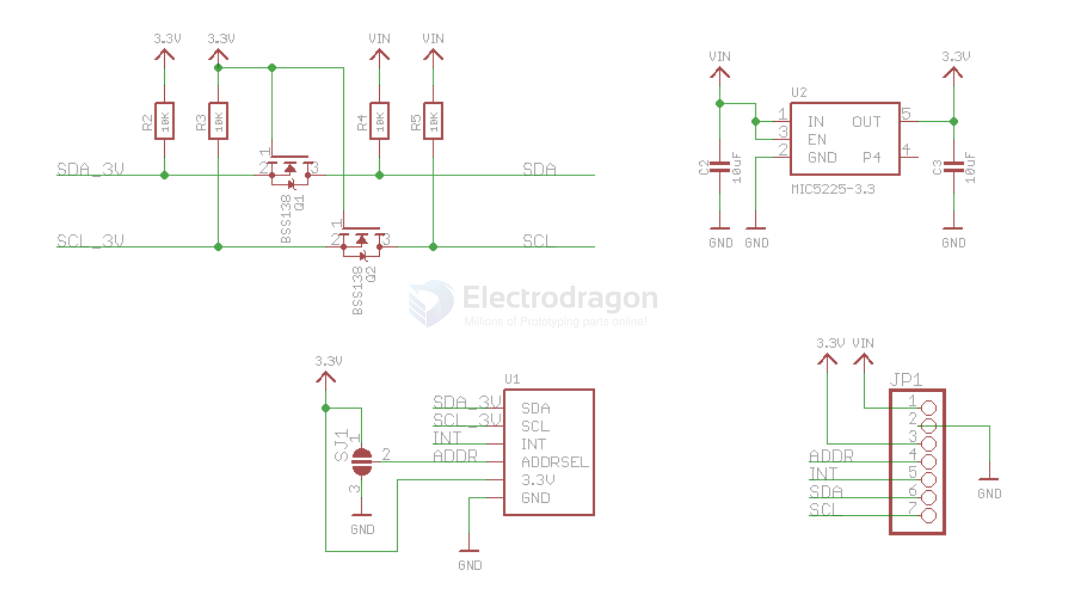 3.3V 3.3V VIN VIN
R2 10K R3 10K R4 10K R5 10K
1
SDA_3V 2 3 SDA
BSS138 Q1
1
SCL_3V 2 3 SCL
BSS138 Q2
VIN 3.3V
U2
1 IN OUT 5
3 EN
2 GND P4 4
C2 10uF C3 10uF
MIC5225-3.3
GND GND GND
Electrodragon
Millions of Prototyping parts online!
3.3V
U1
SDA_3V SDA
SCL_3V SCL
INT INT
ADDR ADDRSEL
3.3V
GND
SJ1 1
2
3
GND
GND
3.3V VIN
JP1
1
2
3
ADDR 4
INT 5
SDA 6
SCL 7
GND